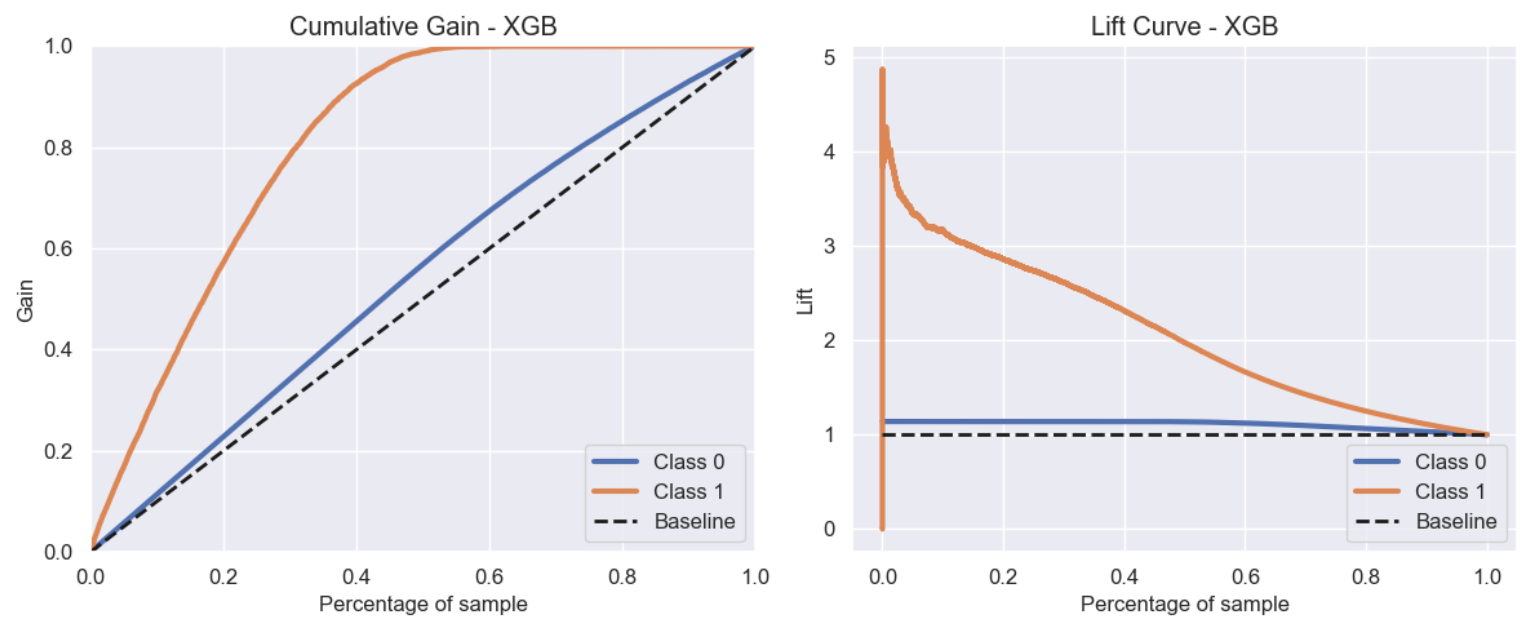 Cumulative Gain - XGB
1.0
0.8
0.6
0.4
0.2
0.0
Gain
0.0 0.2 0.4 0.6 0.8 1.0
Percentage of sample
Class 0
Class 1
Baseline
Lift Curve - XGB
5
4
3
2
1
0
Lift
0.0 0.2 0.4 0.6 0.8 1.0
Percentage of sample
Class 0
Class 1
Baseline